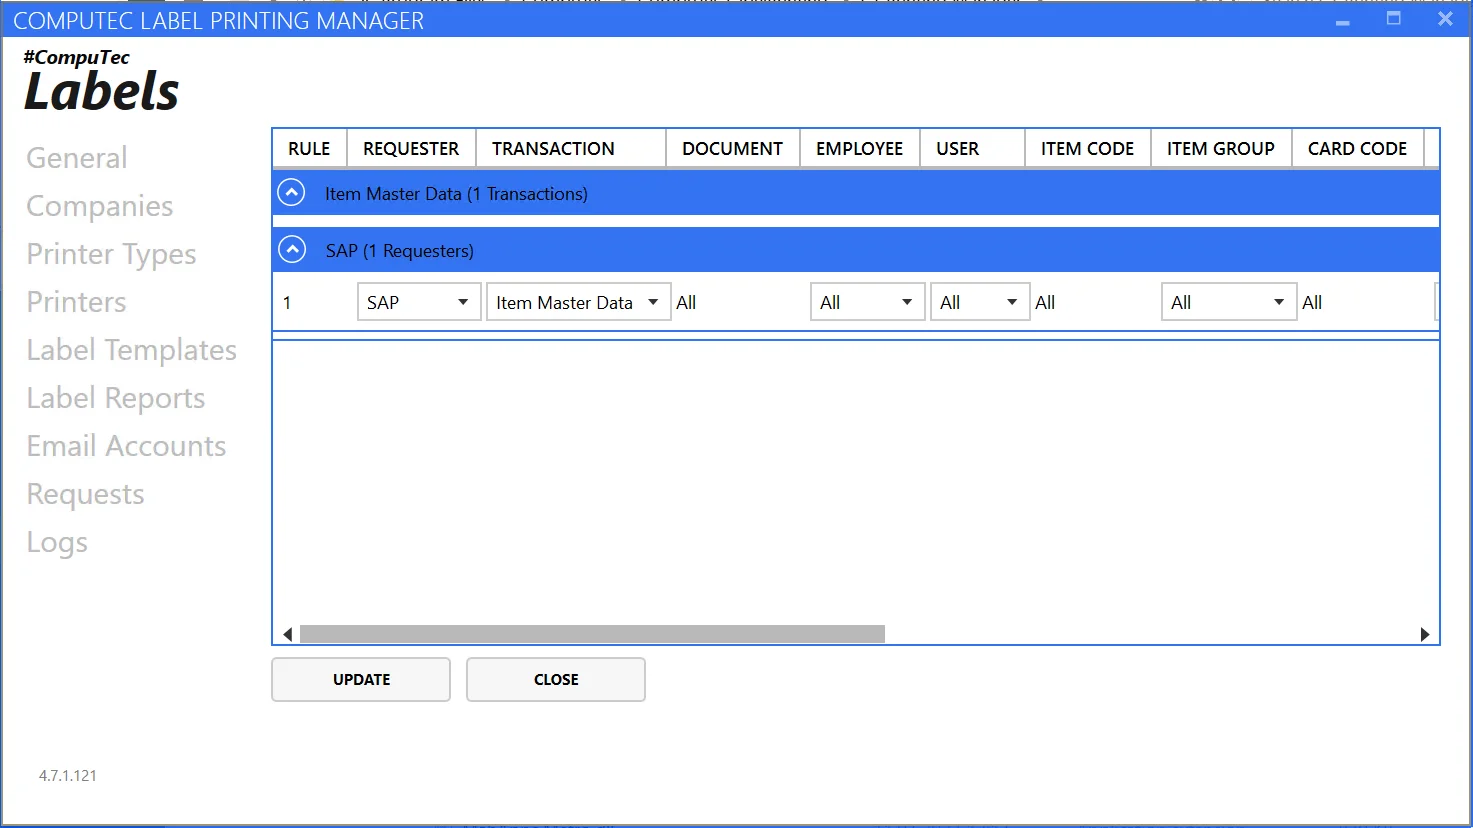 COMPUTEC LABEL PRINTING MANAGER
#CompuTec
Labels
General
Companies
Printer Types
Printers
Label Templates
Label Reports
Email Accounts
Requests
Logs
RULE REQUESTER TRANSACTION DOCUMENT EMPLOYEE USER ITEM CODE ITEM GROUP CARD CODE
Item Master Data (1 Transactions)
SAP (1 Requesters)
1 SAP Item Master Data All All All All All All
UPDATE CLOSE
4.7.1.121